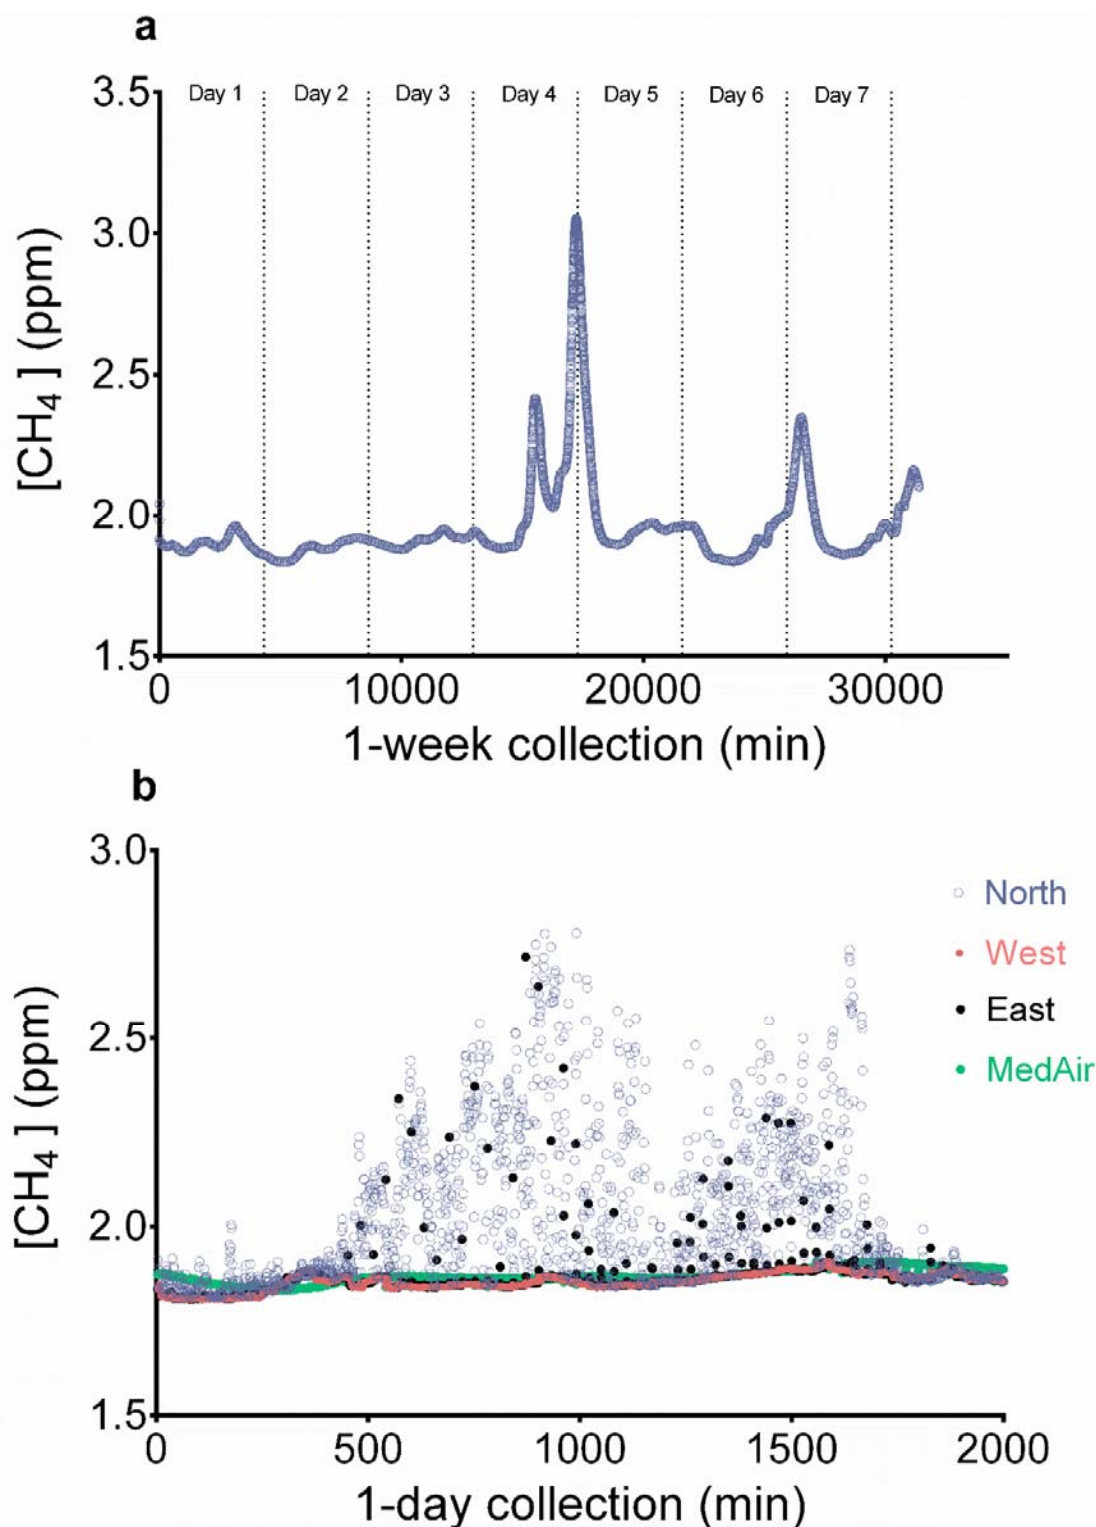 a
3.5
Day 1 Day 2 Day 3 Day 4 Day 5 Day 6 Day 7
3.0
2.5
2.0
1.5
[CH₄ ] (ppm)
0 10000 20000 30000
1-week collection (min)
b
3.0
2.5
2.0
1.5
[CH₄ ] (ppm)
North
West
East
MedAir
0 500 1000 1500 2000
1-day collection (min)